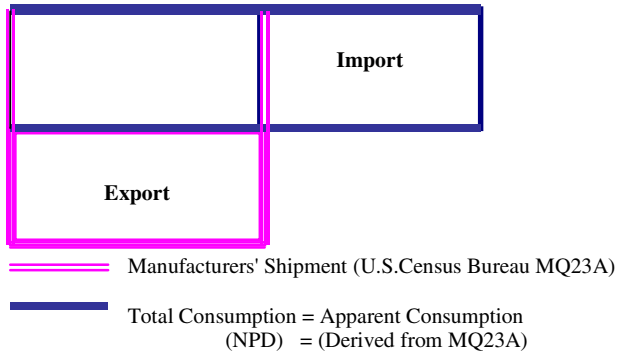 Import
Export
Manufacturers' Shipment (U.S.Census Bureau MQ23A)
Total Consumption = Apparent Consumption
(NPD) = (Derived from MQ23A)